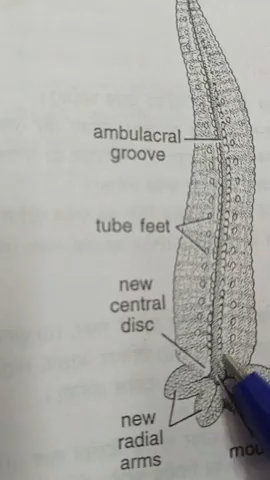 ambulacral
groove
tube feet
new
central
disc
new
radial
arms